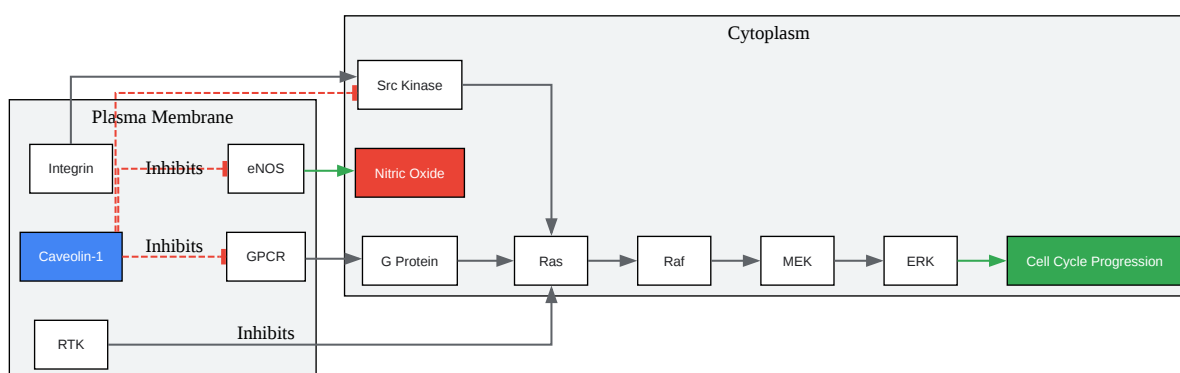 Cytoplasm
Src Kinase
Plasma Membrane
Integrin
Inhibits
eNOS
Nitric Oxide
Caveolin-1
Inhibits
GPCR
G Protein
Ras
Raf
MEK
ERK
Cell Cycle Progression
RTK
Inhibits